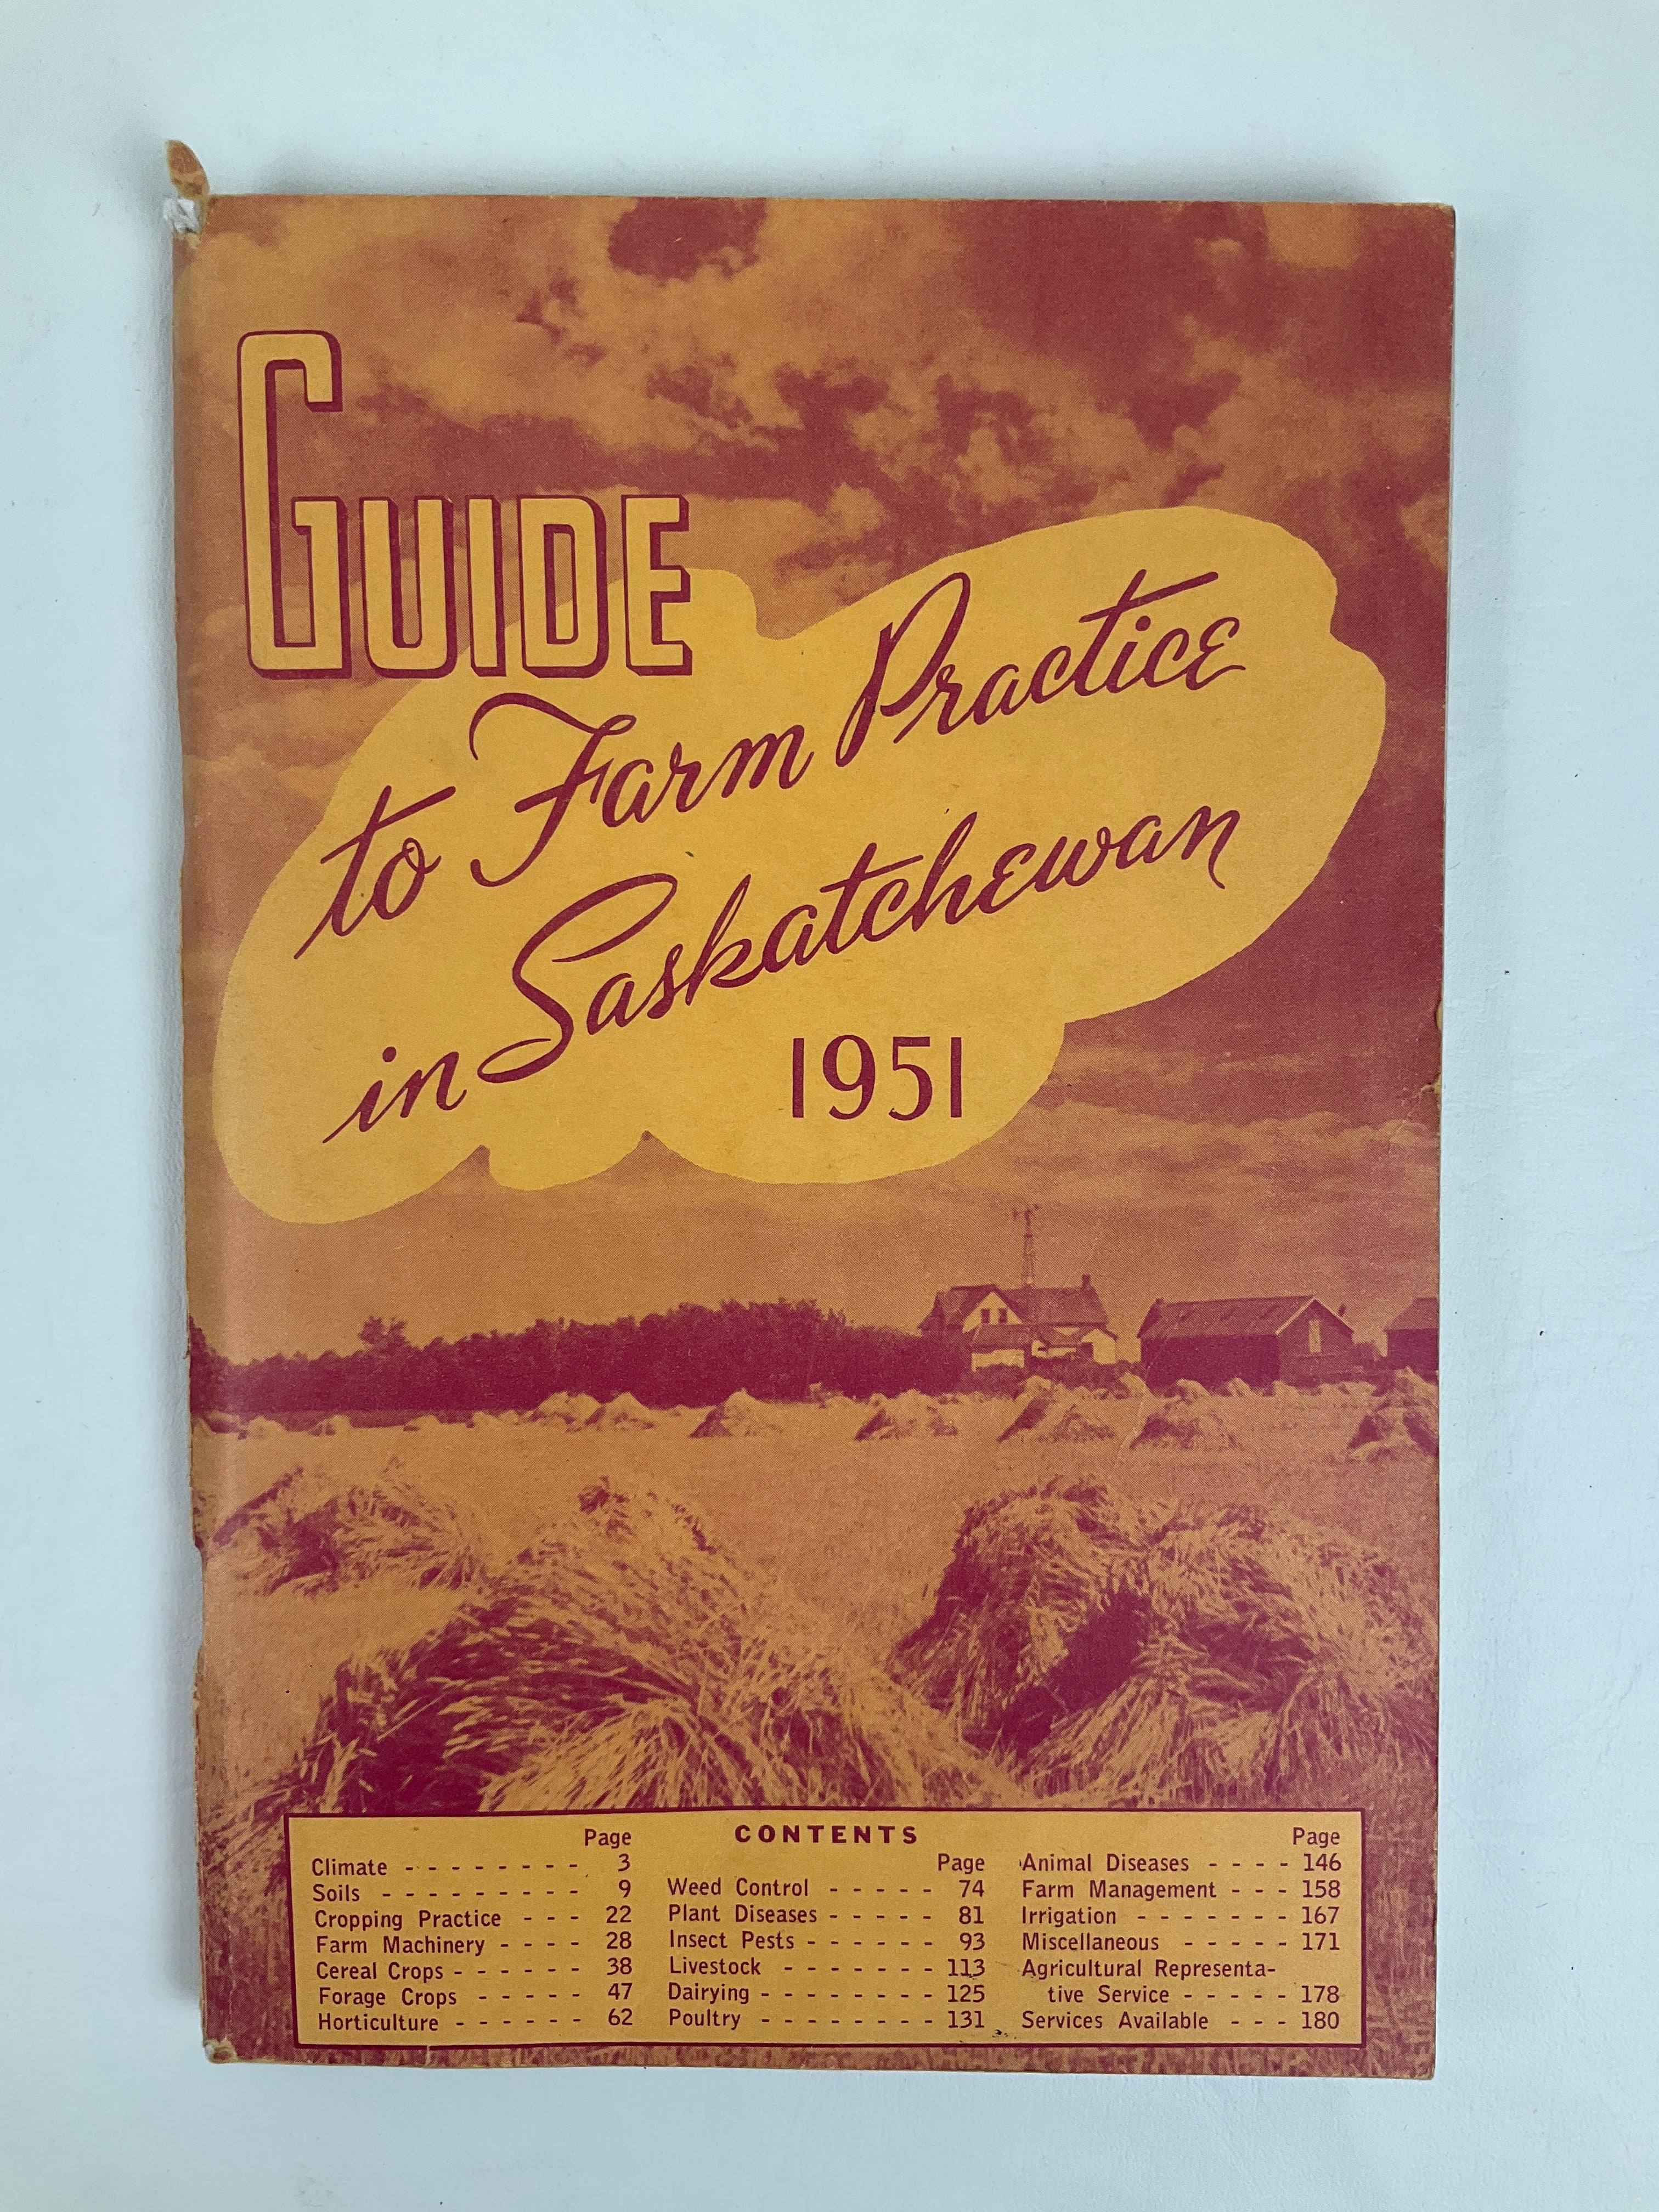 GUIDE
to Farm Practice
in Saskatchewan
1951
CONTENTS
Page
Climate - - - - - - - - 3
Soils - - - - - - - - - 9
Cropping Practice - - - 22
Farm Machinery - - - - 28
Cereal Crops - - - - - - 38
Forage Crops - - - - - 47
Horticulture - - - - - - 62
Page
Weed Control - - - - - 74
Plant Diseases - - - - - 81
Insect Pests - - - - - - 93
Livestock - - - - - - - 113
Dairying - - - - - - - - 125
Poultry - - - - - - - - 131
Page
Animal Diseases - - - - 146
Farm Management - - - 158
Irrigation - - - - - - - 167
Miscellaneous - - - - - 171
Agricultural Representa-
tive Service - - - - - 178
Services Available - - - 180